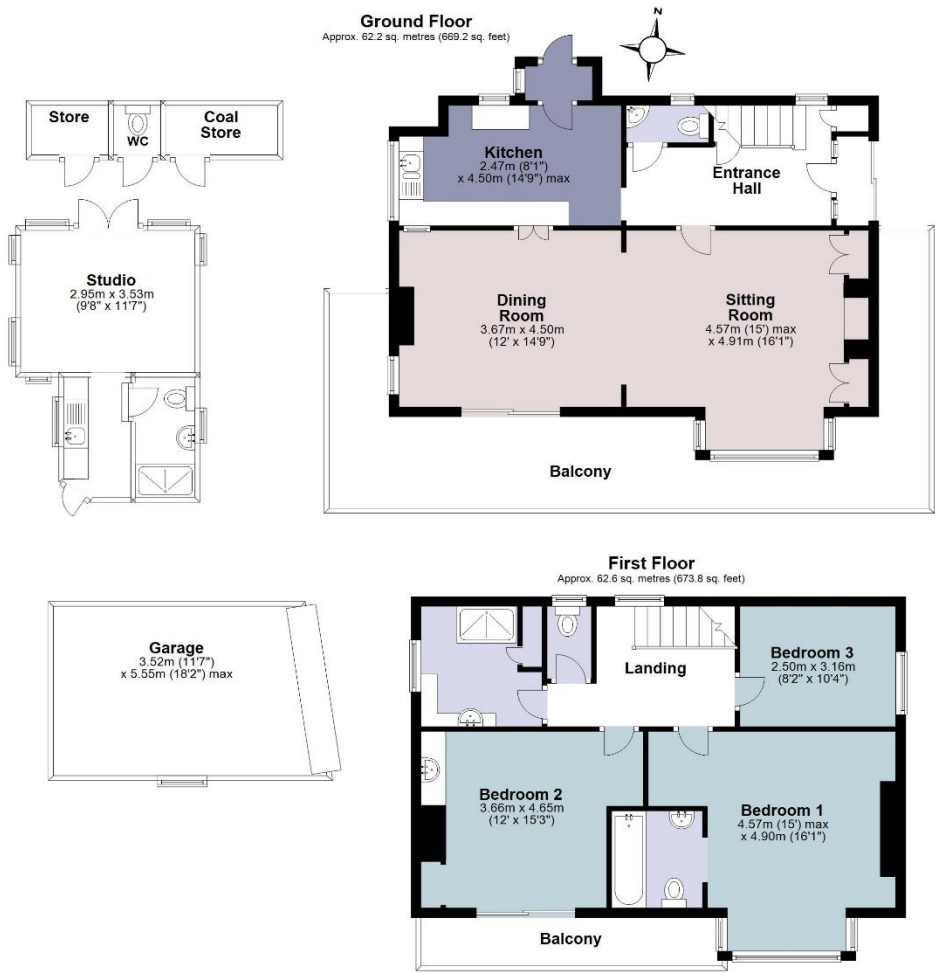 Ground Floor
Approx. 62.2 sq. metres (669.2 sq. feet)
N
Store
WC
Coal
Store
Kitchen
2.47m (8'1")
x 4.50m (14'9") max
Entrance
Hall
Studio
2.95m x 3.53m
(9'8" x 11'7")
Dining
Room
3.67m x 4.50m
(12' x 14'9")
Sitting
Room
4.57m (15') max
x 4.91m (16'1")
Balcony
First Floor
Approx. 62.6 sq. metres (673.8 sq. feet)
Garage
3.52m (11'7")
x 5.55m (18'2") max
Landing
Bedroom 3
2.50m x 3.16m
(8'2" x 10'4")
Bedroom 2
3.66m x 4.65m
(12' x 15'3")
Bedroom 1
4.57m (15') max
x 4.90m (16'1")
Balcony